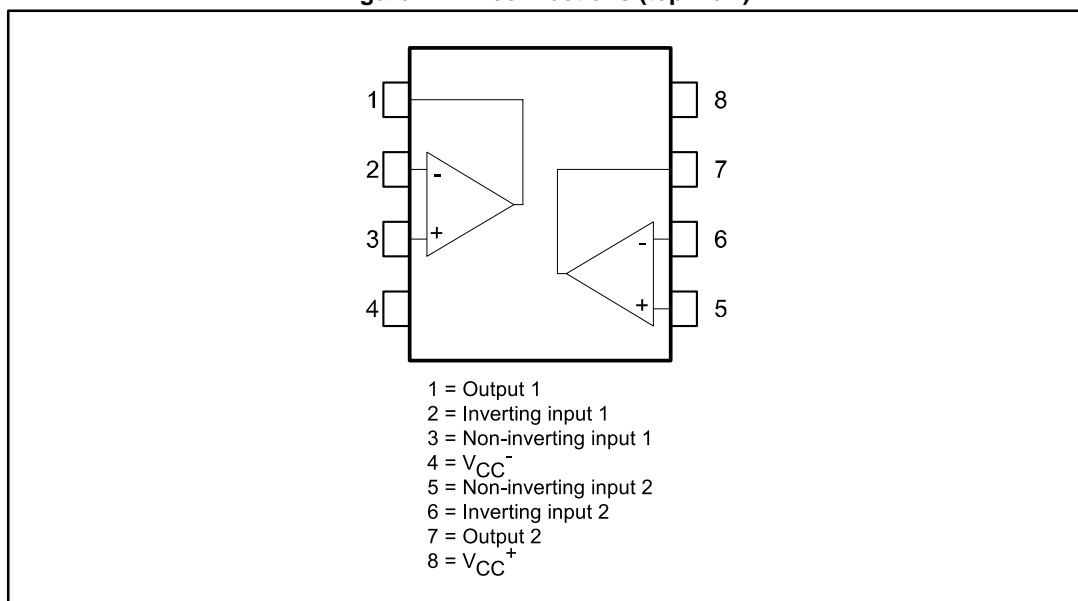 1
2
3
4
8
7
6
5
-
+
-
+
1 = Output 1
2 = Inverting input 1
3 = Non-inverting input 1
4 = VCC-
5 = Non-inverting input 2
6 = Inverting input 2
7 = Output 2
8 = VCC+